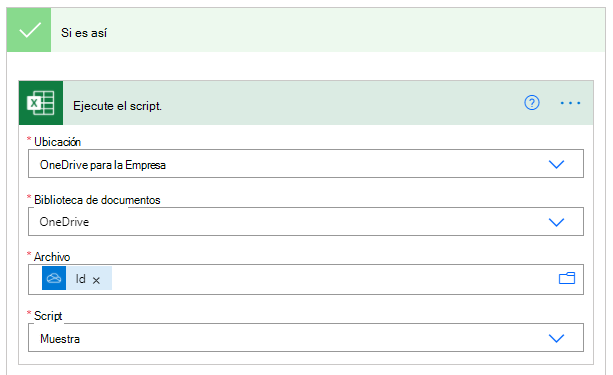 Si es así
Ejecute el script.
* Ubicación
OneDrive para la Empresa
* Biblioteca de documentos
OneDrive
* Archivo
Id ×
* Script
Muestra